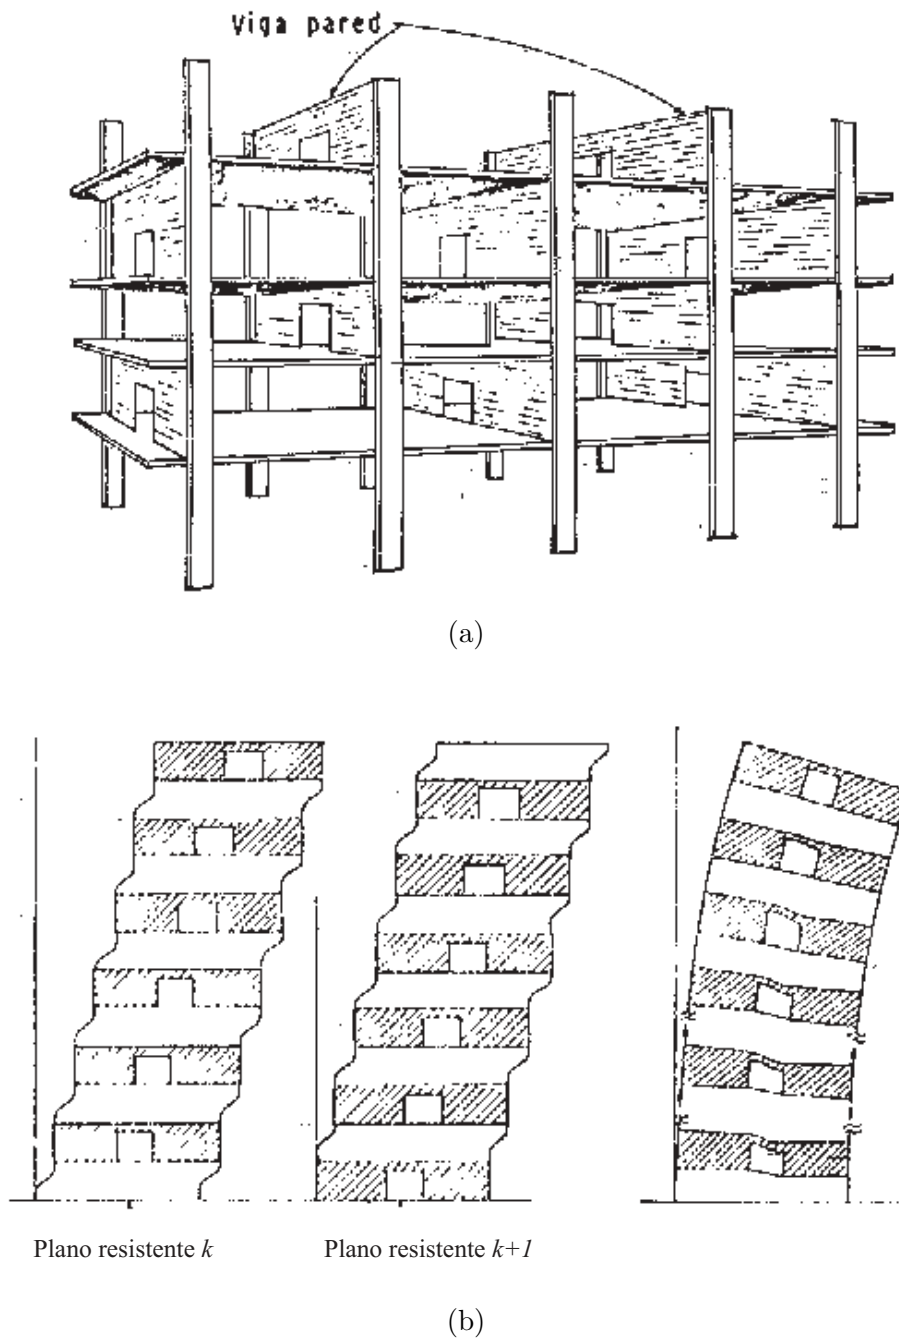 Viga pared
(a)
Plano resistente k
Plano resistente k+1
(b)